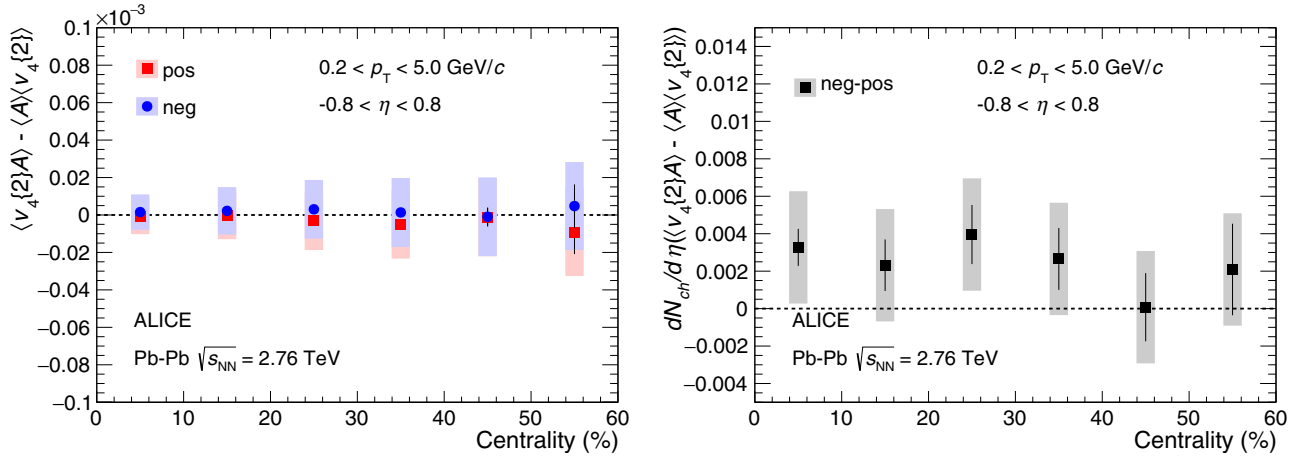 ×10⁻³
⟨v₄{2}A⟩ - ⟨A⟩⟨v₄{2}⟩
0.1
0.08
0.06
0.04
0.02
0
−0.02
−0.04
−0.06
−0.08
−0.1
pos
neg
0.2 < p_T < 5.0 GeV/c
-0.8 < η < 0.8
ALICE
Pb-Pb √s_NN = 2.76 TeV
0 10 20 30 40 50 60
Centrality (%)
dN_ch/dη(⟨v₄{2}A⟩ - ⟨A⟩⟨v₄{2}⟩)
0.014
0.012
0.01
0.008
0.006
0.004
0.002
0
−0.002
−0.004
neg-pos
0.2 < p_T < 5.0 GeV/c
-0.8 < η < 0.8
ALICE
Pb-Pb √s_NN = 2.76 TeV
0 10 20 30 40 50 60
Centrality (%)